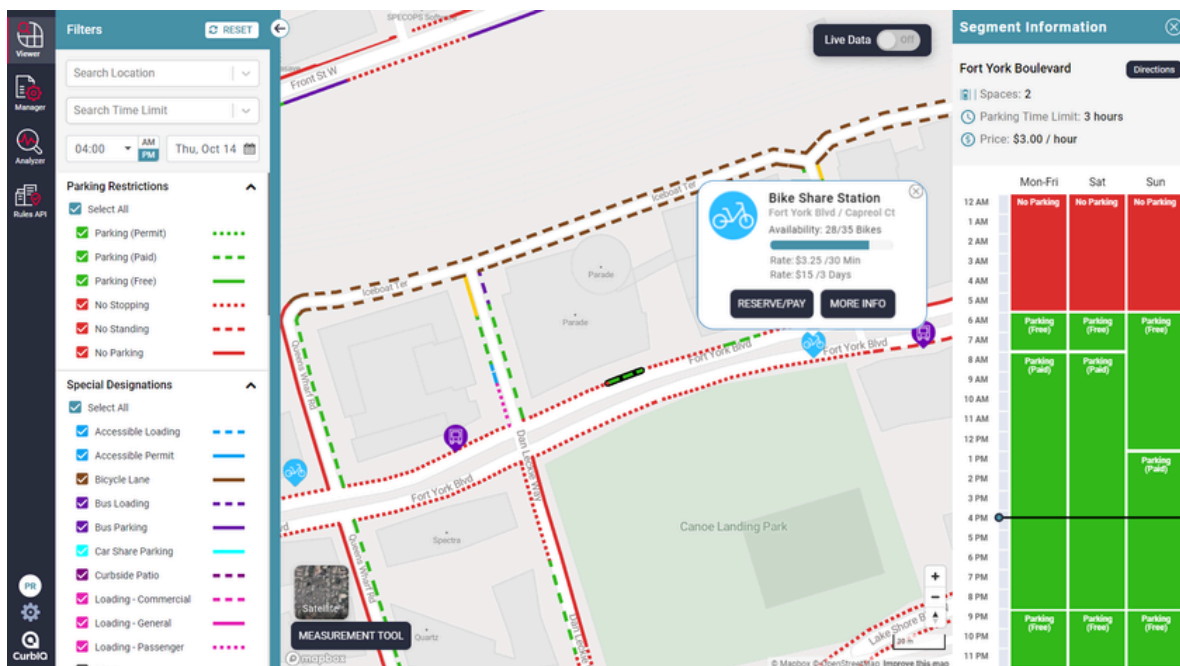 Viewer
Manager
Analyzer
Rules API
PR
CurbIQ
Filters
RESET
Search Location
Search Time Limit
04:00
AM
PM
Thu, Oct 14
Parking Restrictions
Select All
Parking (Permit)
Parking (Paid)
Parking (Free)
No Stopping
No Standing
No Parking
Special Designations
Select All
Accessible Loading
Accessible Permit
Bicycle Lane
Bus Loading
Bus Parking
Car Share Parking
Curbside Patio
Loading - Commercial
Loading - General
Loading - Passenger
SPECOPS Software
Front St W
Live Data
Off
Iceboat Ter
Iceboat Ter
Parade
Parade
Queens Wharf Rd
Queens Wharf Rd
Dan Leckie Way
Dan Leckie
Fort York Blvd
Fort York Blvd
Fort York Blvd
Spectra
Quartz
Canoe Landing Park
Lake Shore B
Bike Share Station
Fort York Blvd / Capreol Ct
Availability: 28/35 Bikes
Rate: $3.25 /30 Min
Rate: $15 /3 Days
RESERVE/PAY
MORE INFO
Satellite
MEASUREMENT TOOL
mapbox
20 m
© Mapbox © OpenStreetMap Improve this map
Segment Information
Fort York Boulevard
Directions
Spaces: 2
Parking Time Limit: 3 hours
Price: $3.00 / hour
Mon-Fri Sat Sun
12 AM No Parking No Parking No Parking
1 AM
2 AM
3 AM
4 AM
5 AM
6 AM Parking (Free) Parking (Free) Parking (Free)
7 AM
8 AM Parking (Paid) Parking (Paid)
9 AM
10 AM
11 AM
12 PM
1 PM Parking (Paid)
2 PM
3 PM
4 PM
5 PM
6 PM
7 PM
8 PM
9 PM Parking (Free) Parking (Free) Parking (Free)
10 PM
11 PM